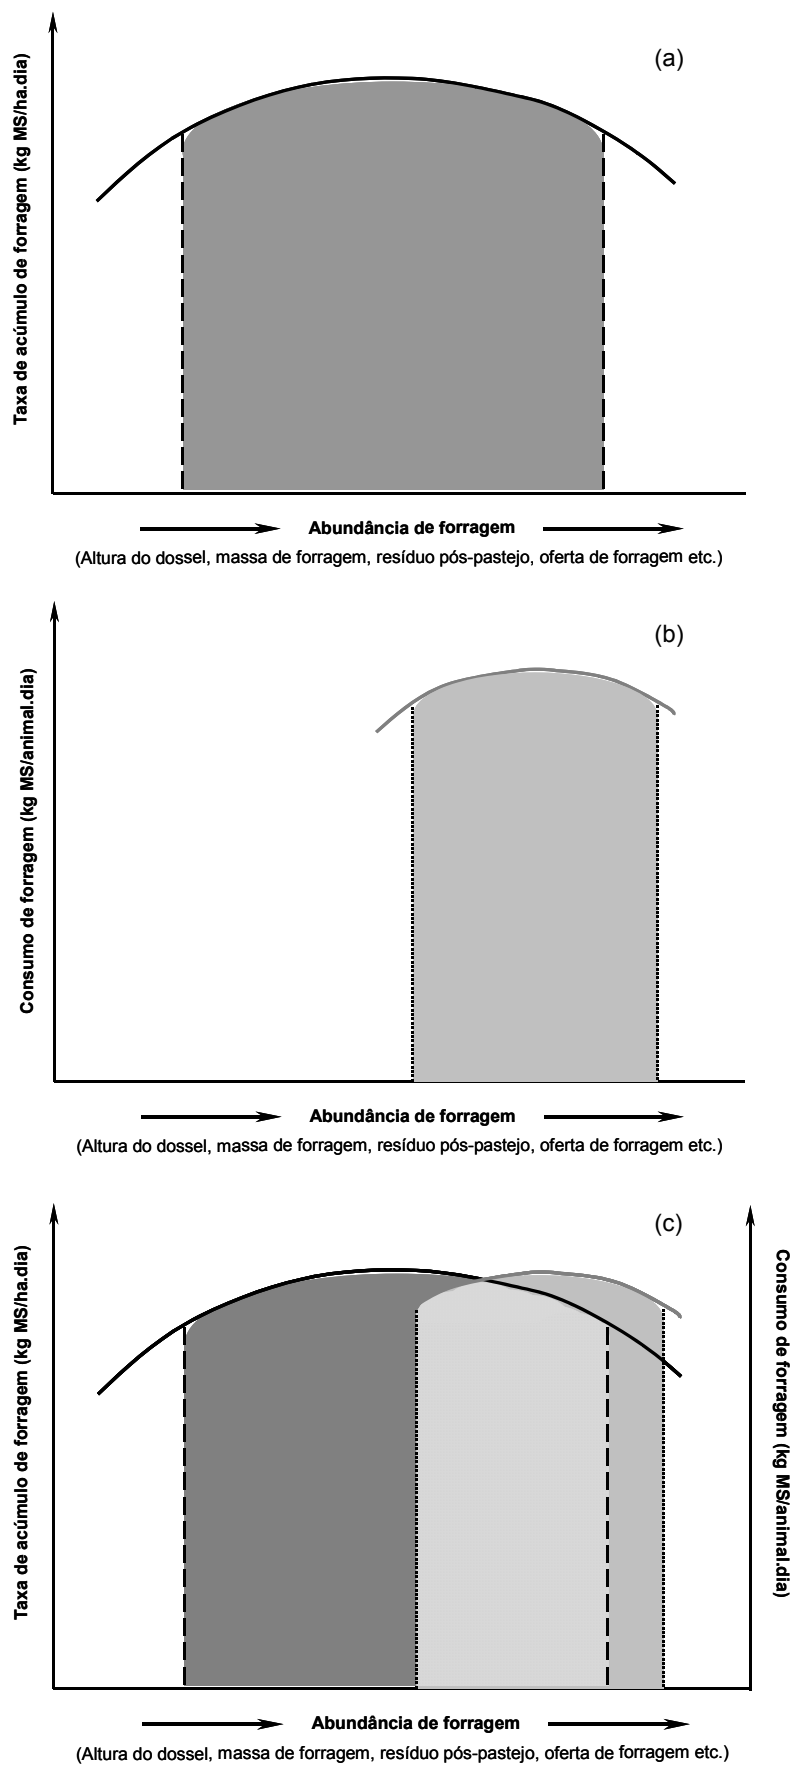 (a)
Taxa de acúmulo de forragem (kg MS/ha.dia)
Abundância de forragem
(Altura do dossel, massa de forragem, resíduo pós-pastejo, oferta de forragem etc.)
(b)
Consumo de forragem (kg MS/animal.dia)
Abundância de forragem
(Altura do dossel, massa de forragem, resíduo pós-pastejo, oferta de forragem etc.)
(c)
Taxa de acúmulo de forragem (kg MS/ha.dia)
Consumo de forragem (kg MS/animal.dia)
Abundância de forragem
(Altura do dossel, massa de forragem, resíduo pós-pastejo, oferta de forragem etc.)